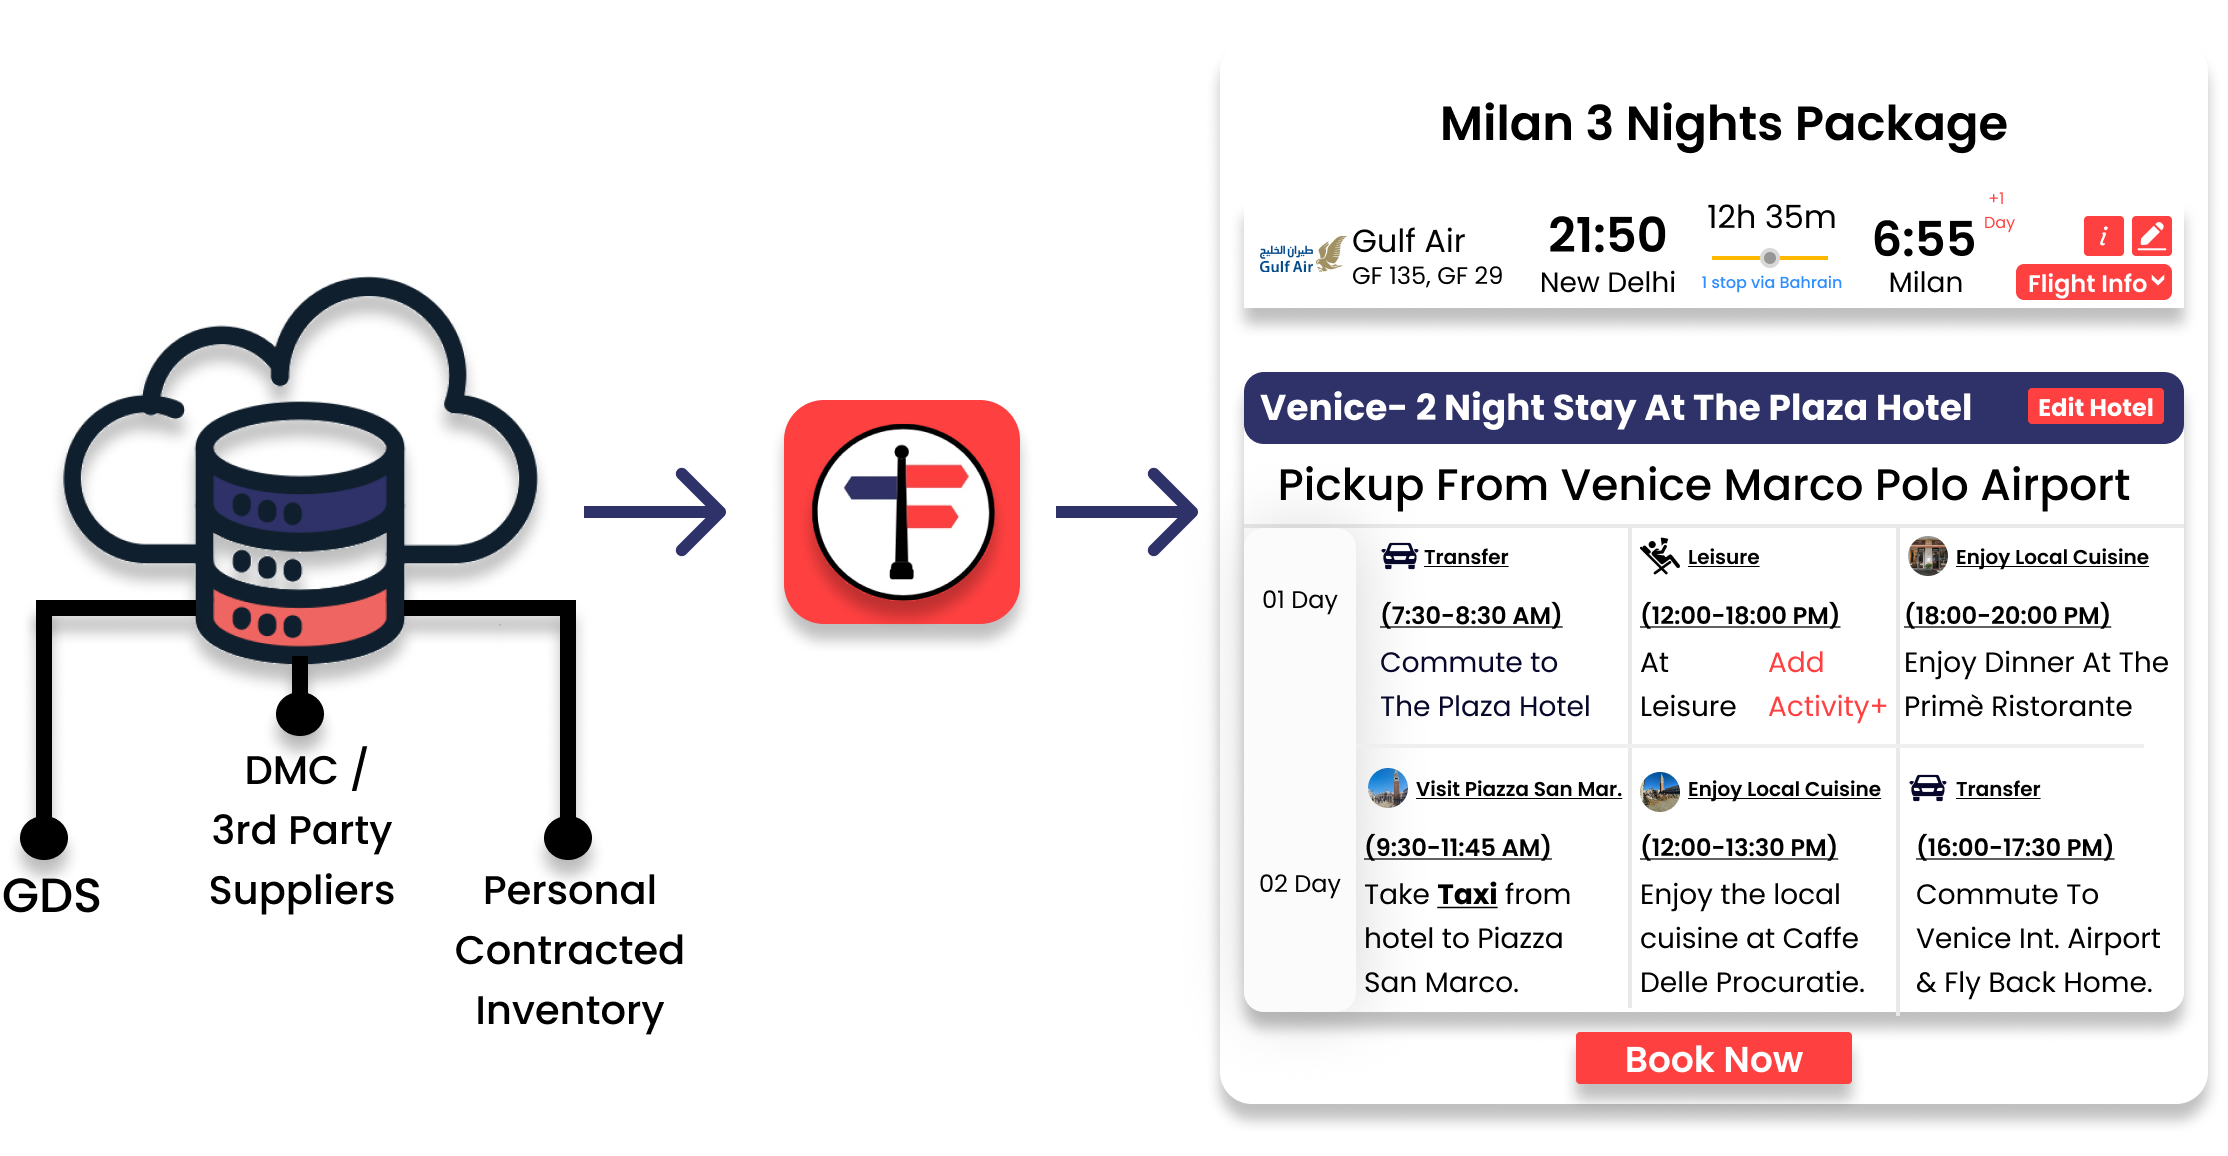 GDS
DMC /
3rd Party
Suppliers
Personal
Contracted
Inventory
Milan 3 Nights Package
طيران الخليج
Gulf Air
Gulf Air
GF 135, GF 29
21:50
New Delhi
12h 35m
1 stop via Bahrain
6:55
Milan
+1
Day
i
Flight Info
Venice- 2 Night Stay At The Plaza Hotel
Edit Hotel
Pickup From Venice Marco Polo Airport
01 Day
Transfer
(7:30-8:30 AM)
Commute to
The Plaza Hotel
Leisure
(12:00-18:00 PM)
At
Leisure
Add
Activity+
Enjoy Local Cuisine
(18:00-20:00 PM)
Enjoy Dinner At The
Primè Ristorante
02 Day
Visit Piazza San Mar.
(9:30-11:45 AM)
Take Taxi from
hotel to Piazza
San Marco.
Enjoy Local Cuisine
(12:00-13:30 PM)
Enjoy the local
cuisine at Caffe
Delle Procuratie.
Transfer
(16:00-17:30 PM)
Commute To
Venice Int. Airport
& Fly Back Home.
Book Now